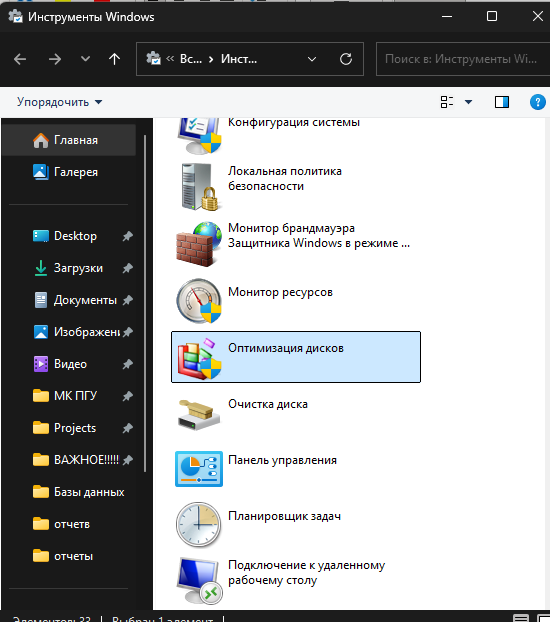 Инструменты Windows
Вс... Инст...
Поиск в: Инструменты Wi...
Упорядочить
Главная
Галерея
Desktop
Загрузки
Документы
Изображени
Видео
МК ПГУ
Projects
ВАЖНОЕ!!!!!
Базы данных
отчетв
отчеты
Конфигурация системы
Локальная политика
безопасности
Монитор брандмауэра
Защитника Windows в режиме ...
Монитор ресурсов
Оптимизация дисков
Очистка диска
Панель управления
Планировщик задач
Подключение к удаленному
рабочему столу
Элементов: 33
Выбран 1 элемент